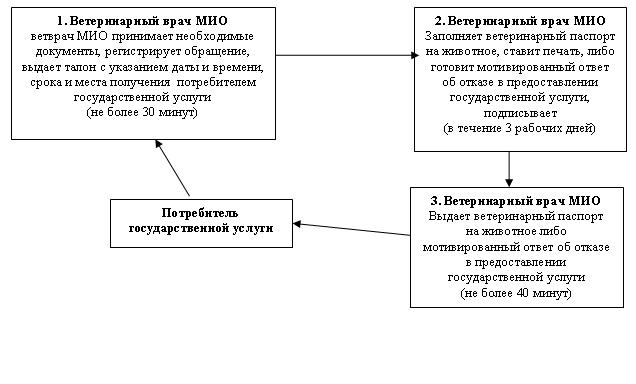 1. Ветеринарный врач МИО
ветврач МИО принимает необходимые
документы, регистрирует обращение,
выдает талон с указанием даты и времени,
срока и места получения потребителем
государственной услуги
(не более 30 минут)
2. Ветеринарный врач МИО
Заполняет ветеринарный паспорт
на животное, ставит печать, либо
готовит мотивированный ответ
об отказе в предоставлении
государственной услуги,
подписывает
(в течение 3 рабочих дней)
3. Ветеринарный врач МИО
Выдает ветеринарный паспорт
на животное либо
мотивированный ответ об отказе
в предоставлении
государственной услуги
(не более 40 минут)
Потребитель
государственной услуги